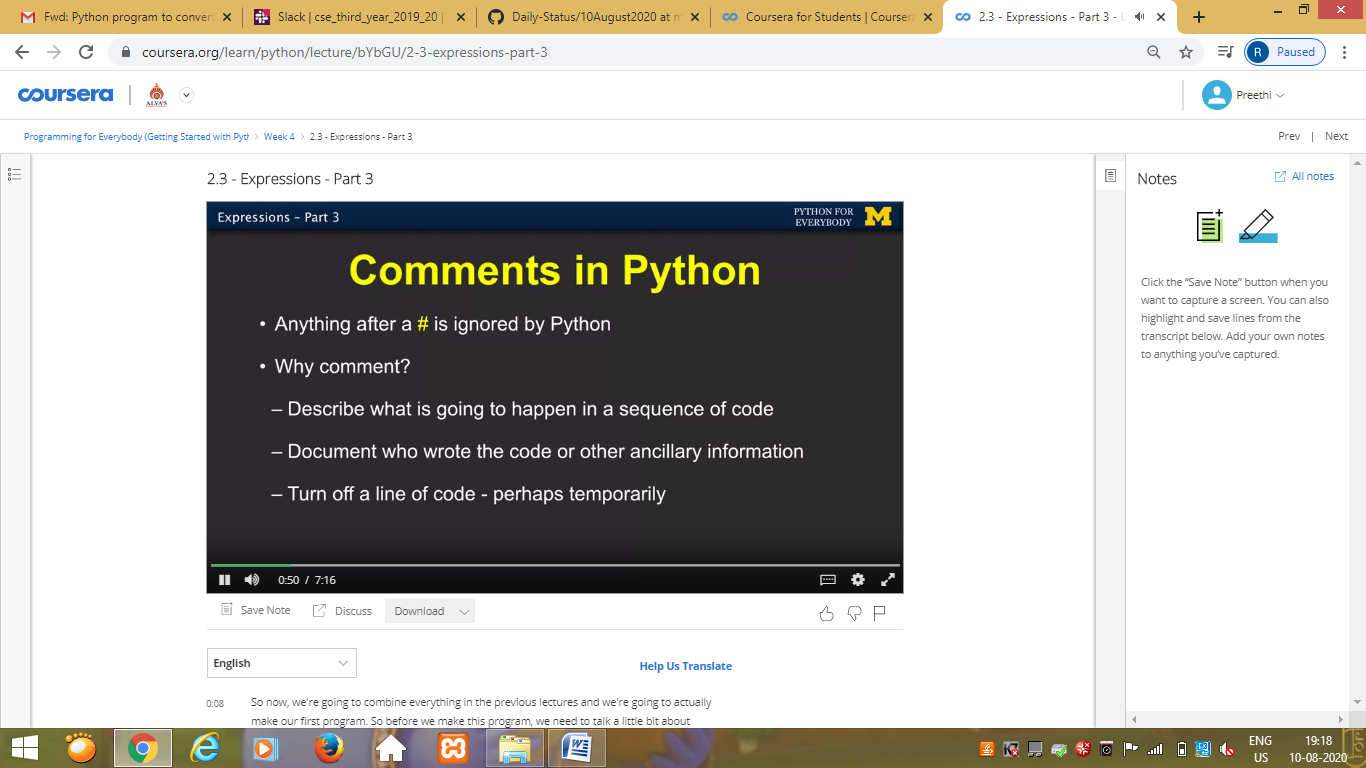 Fwd: Python program to conver
Slack | cse_third_year_2019_20 |
Daily-Status/10August2020 at m
Coursera for Students | Coursera
2.3 - Expressions - Part 3 - U
coursera.org/learn/python/lecture/bYbGU/2-3-expressions-part-3
R Paused
coursera
ALVA'S
Preethi
Programming for Everybody (Getting Started with Pyth > Week 4 > 2.3 - Expressions - Part 3
Prev | Next
2.3 - Expressions - Part 3
Notes
All notes
Expressions – Part 3
PYTHON FOR
EVERYBODY
M
Comments in Python
• Anything after a # is ignored by Python
• Why comment?
– Describe what is going to happen in a sequence of code
– Document who wrote the code or other ancillary information
– Turn off a line of code - perhaps temporarily
Click the “Save Note” button when you
want to capture a screen. You can also
highlight and save lines from the
transcript below. Add your own notes
to anything you’ve captured.
0:50 / 7:16
Save Note
Discuss
Download
English
Help Us Translate
0:08 So now, we're going to combine everything in the previous lectures and we're going to actually
make our first program. So before we make this program, we need to talk a little bit about
ENG
US
19:18
10-08-2020